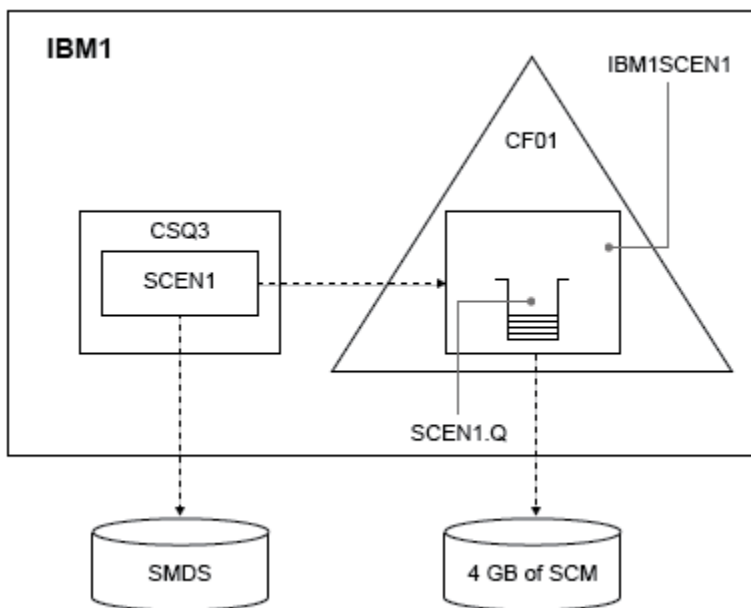 IBM1
IBM1SCEN1
CF01
CSQ3
SCEN1
SCEN1.Q
SMDS
4 GB of SCM